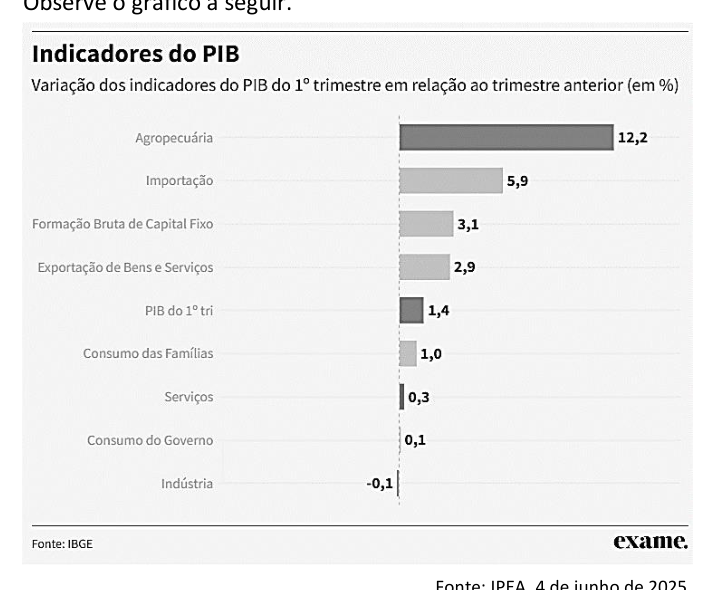 Observe o gráfico a seguir.
Indicadores do PIB
Variação dos indicadores do PIB do 1º trimestre em relação ao trimestre anterior (em %)
Agropecuária 12,2
Importação 5,9
Formação Bruta de Capital Fixo 3,1
Exportação de Bens e Serviços 2,9
PIB do 1º tri 1,4
Consumo das Famílias 1,0
Serviços 0,3
Consumo do Governo 0,1
Indústria -0,1
Fonte: IBGE exame.
Fonte: IPEA, 4 de junho de 2025